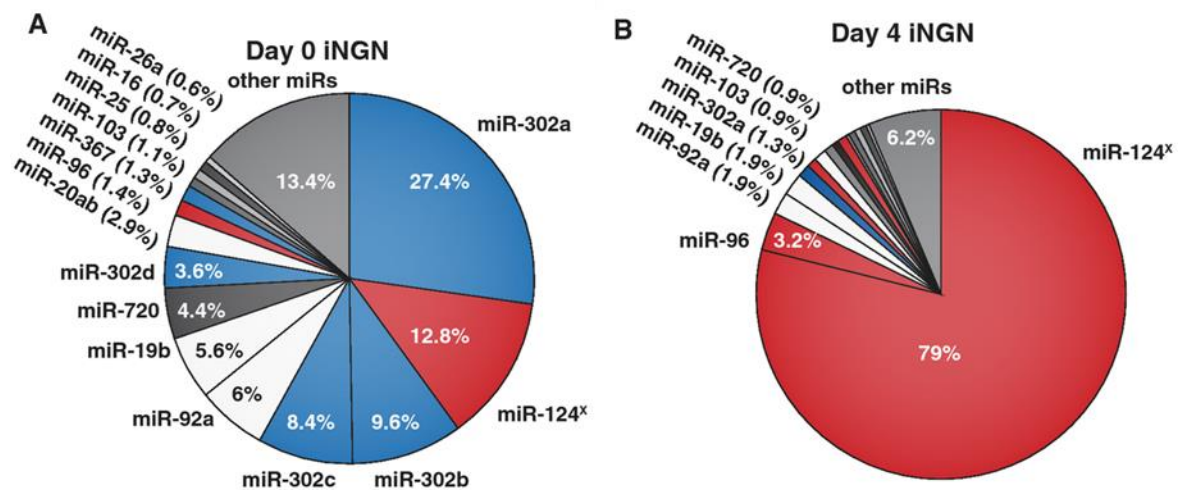 A
Day 0 iNGN
miR-26a (0.6%)
miR-16 (0.7%)
miR-25 (0.8%)
miR-103 (1.1%)
miR-367 (1.3%)
miR-96 (1.4%)
miR-20ab (2.9%)
other miRs
13.4%
miR-302a
27.4%
miR-302d
3.6%
miR-720
4.4%
miR-19b
5.6%
miR-92a
6%
12.8%
miR-124ˣ
8.4%
9.6%
miR-302c
miR-302b
B
Day 4 iNGN
miR-720 (0.9%)
miR-103 (0.9%)
miR-302a (1.3%)
miR-19b (1.9%)
miR-92a (1.9%)
other miRs
6.2%
miR-124ˣ
miR-96
3.2%
79%